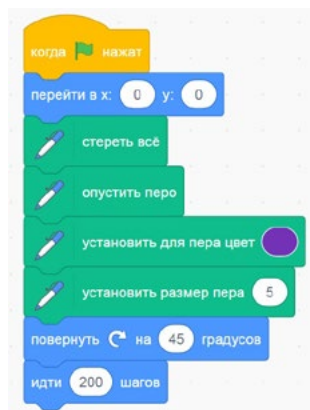 когда нажат
перейти в x: 0 y: 0
стереть всё
опустить перо
установить для пера цвет
установить размер пера 5
повернуть на 45 градусов
идти 200 шагов